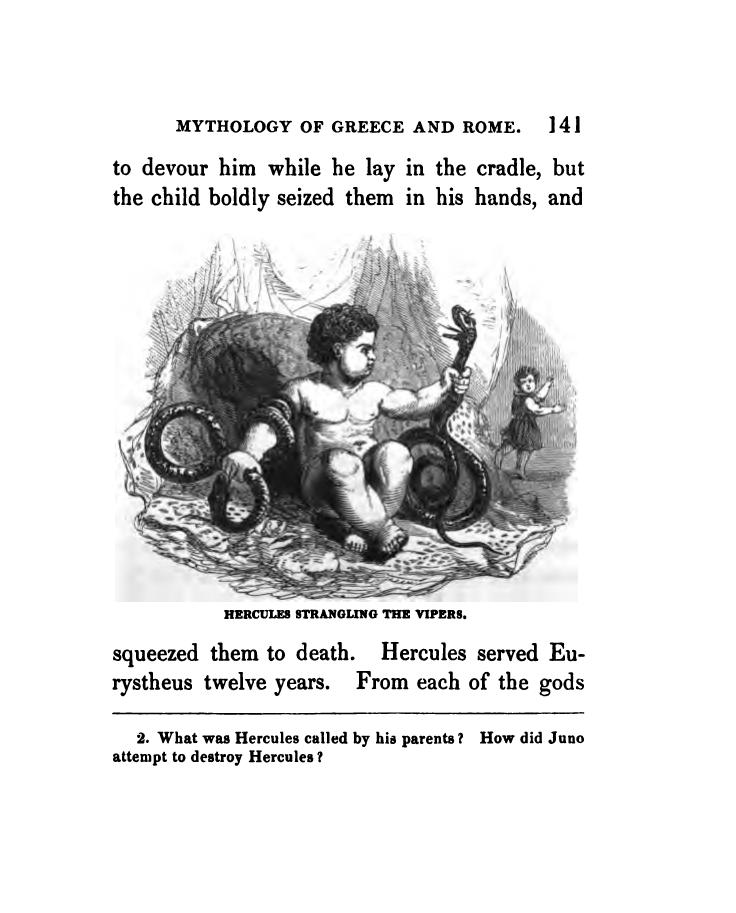 MYTHOLOGY OF GREECE AND ROME. 141
to devour him while he lay in the cradle, but
the child boldly seized them in his hands, and
HERCULES STRANGLING THE VIPERS.
squeezed them to death. Hercules served Eu-
rystheus twelve years. From each of the gods
2. What was Hercules called by his parents? How did Juno
attempt to destroy Hercules?